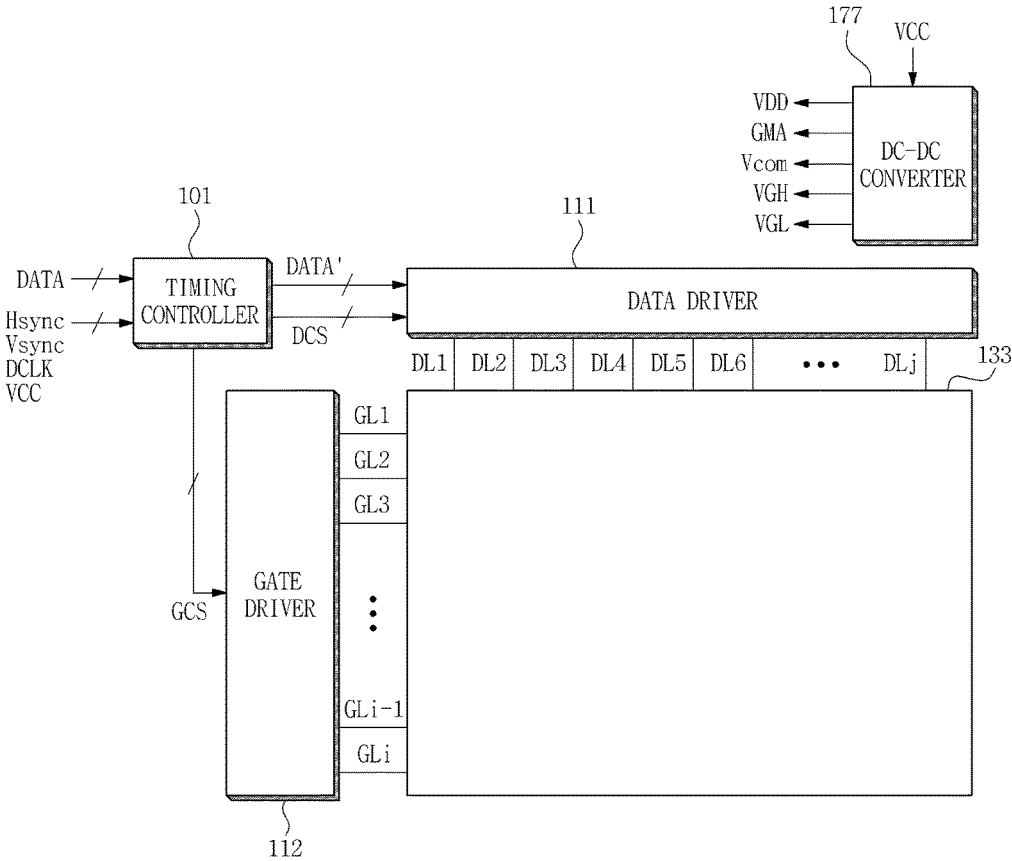 177
VCC
VDD
GMA
Vcom
VGH
VGL
DC-DC
CONVERTER
101
111
DATA
Hsync
Vsync
DCLK
VCC
TIMING
CONTROLLER
DATA'
DCS
DATA DRIVER
DL1 DL2 DL3 DL4 DL5 DL6 ••• DLj
133
GL1
GL2
GL3
GCS
GATE
DRIVER
GLi-1
GLi
112